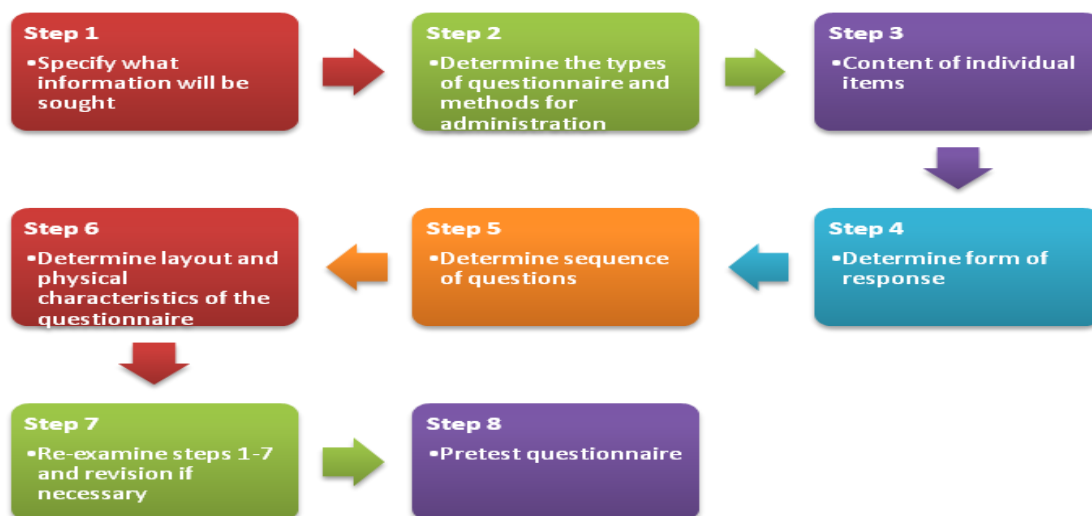 Step 1
•Specify what
information will be
sought
Step 2
•Determine the types
of questionnaire and
methods for
administration
Step 3
•Content of individual
items
Step 4
•Determine form of
response
Step 5
•Determine sequence
of questions
Step 6
•Determine layout and
physical
characteristics of the
questionnaire
Step 7
•Re-examine steps 1-7
and revision if
necessary
Step 8
•Pretest questionnaire